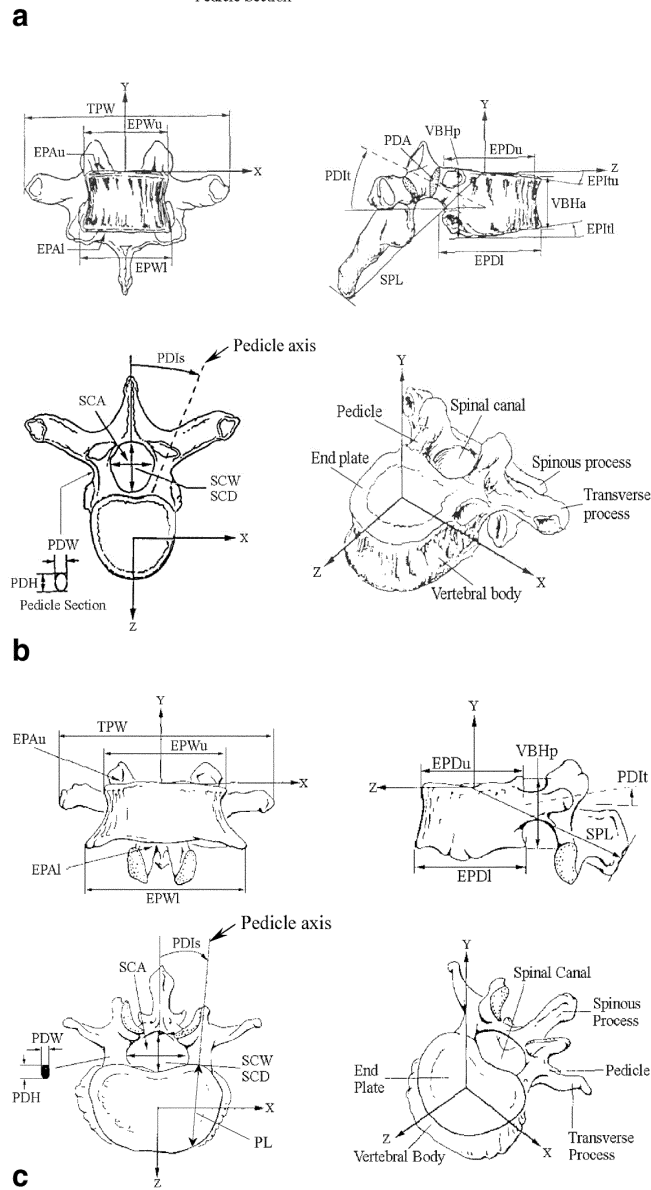 Pedicle Section
a
Y
TPW
EPWu
EPAu
X
EPAl
EPWl
Y
VBHp
PDA
EPDu
Z
PDIt
EPItu
VBHa
EPItl
EPDl
SPL
Pedicle axis
PDIs
SCA
SCW
SCD
X
PDW
PDH
Pedicle Section
Z
Y
Pedicle
Spinal canal
End plate
Spinous process
Transverse
process
Z
X
Vertebral body
b
Y
TPW
EPAu
EPWu
X
EPAl
EPWl
Y
VBHp
EPDu
Z
PDIt
SPL
EPDl
Pedicle axis
PDIs
SCA
PDW
SCW
SCD
PDH
X
PL
Z
Y
Spinal Canal
Spinous
Process
End
Plate
Pedicle
Z
X
Transverse
Process
Vertebral Body
c